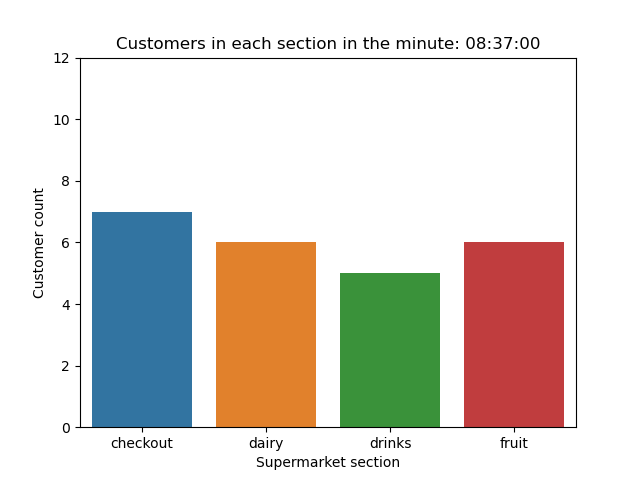 Customers in each section in the minute: 08:37:00
12
10
8
6
4
2
0
Customer count
checkout dairy drinks fruit
Supermarket section